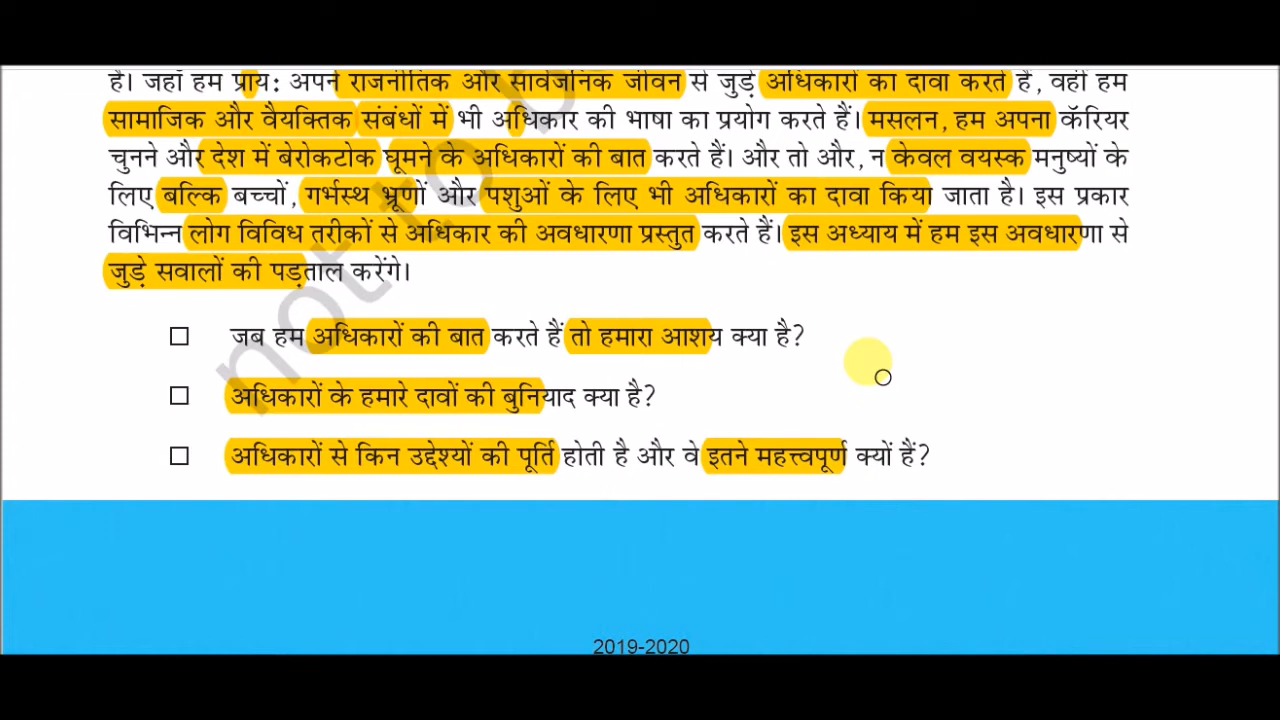 है। जहाँ हम प्राय: अपने राजनीतिक और सार्वजनिक जीवन से जुड़े अधिकारों का दावा करते हैं, वहीं हम
सामाजिक और वैयक्तिक संबंधों में भी अधिकार की भाषा का प्रयोग करते हैं। मसलन, हम अपना कॅरियर
चुनने और देश में बेरोकटोक घूमने के अधिकारों की बात करते हैं। और तो और, न केवल वयस्क मनुष्यों के
लिए बल्कि बच्चों, गर्भस्थ भ्रूणों और पशुओं के लिए भी अधिकारों का दावा किया जाता है। इस प्रकार
विभिन्न लोग विविध तरीकों से अधिकार की अवधारणा प्रस्तुत करते हैं। इस अध्याय में हम इस अवधारणा से
जुड़े सवालों की पड़ताल करेंगे।
जब हम अधिकारों की बात करते हैं तो हमारा आशय क्या है?
अधिकारों के हमारे दावों की बुनियाद क्या है?
अधिकारों से किन उद्देश्यों की पूर्ति होती है और वे इतने महत्त्वपूर्ण क्यों हैं?
not to b
2019-2020